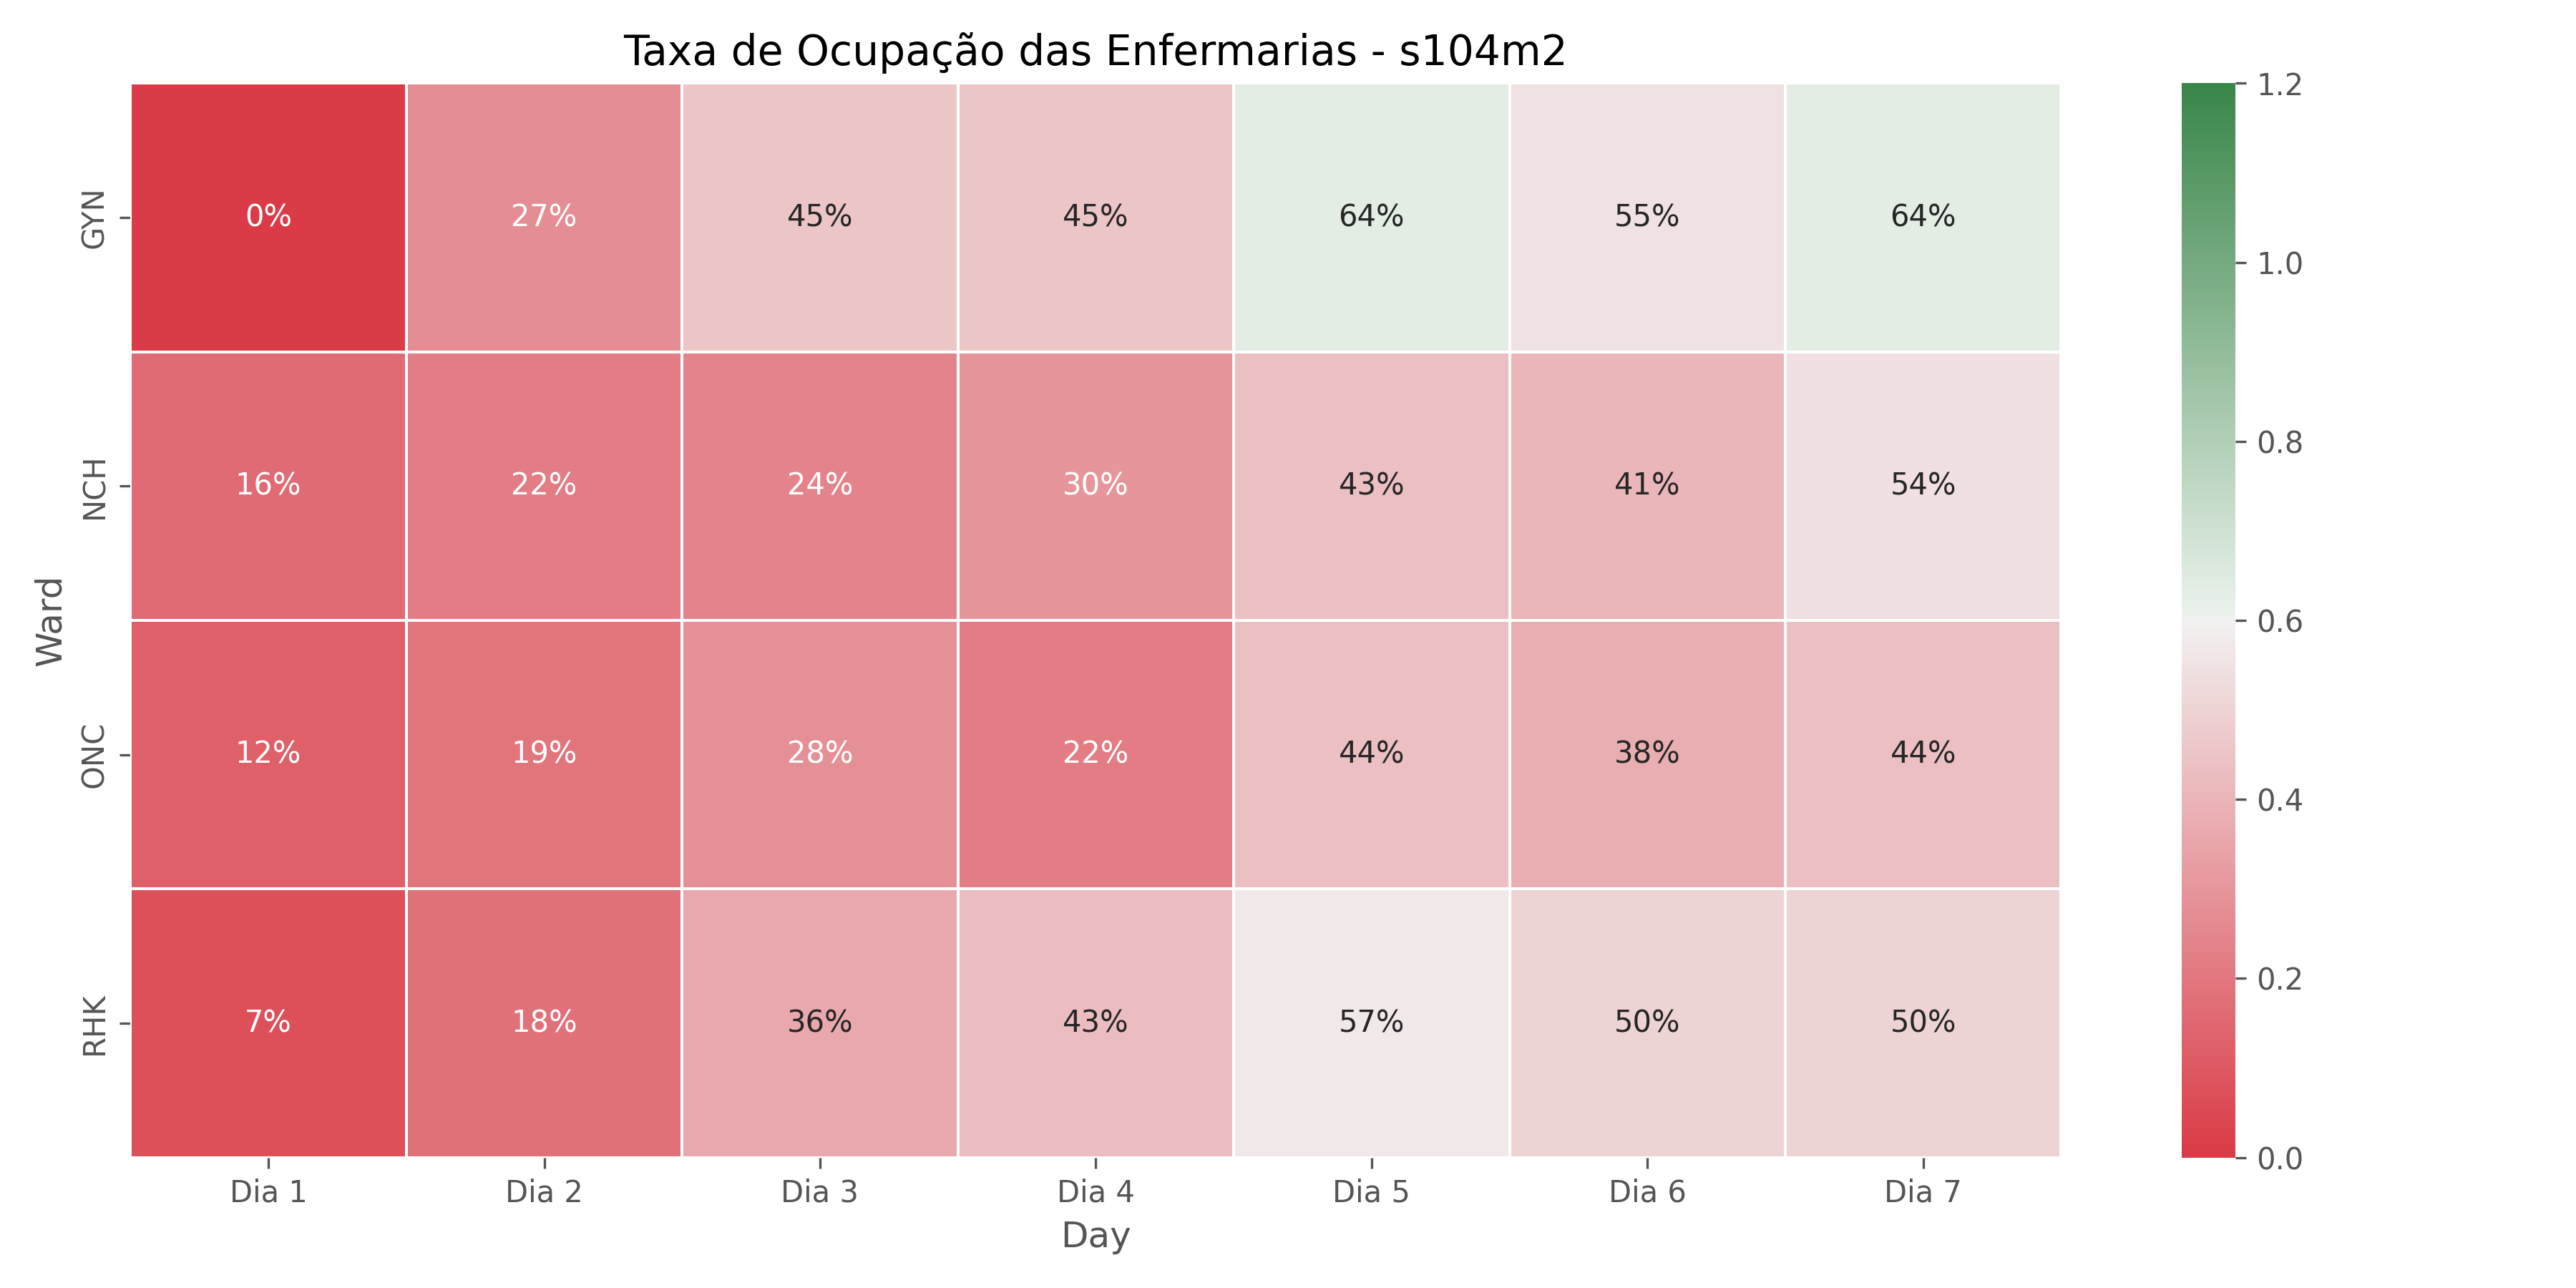 Taxa de Ocupação das Enfermarias - s104m2
Ward
GYN 0% 27% 45% 45% 64% 55% 64%
NCH 16% 22% 24% 30% 43% 41% 54%
ONC 12% 19% 28% 22% 44% 38% 44%
RHK 7% 18% 36% 43% 57% 50% 50%
Dia 1 Dia 2 Dia 3 Dia 4 Dia 5 Dia 6 Dia 7
Day
1.2
1.0
0.8
0.6
0.4
0.2
0.0